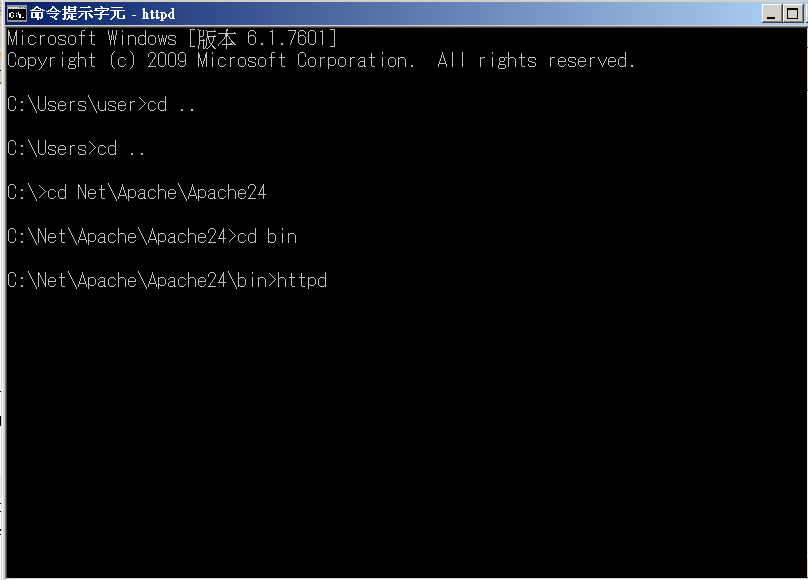 命令提示字元 - httpd
Microsoft Windows [版本 6.1.7601]
Copyright (c) 2009 Microsoft Corporation.  All rights reserved.
C:\Users\user>cd ..
C:\Users>cd ..
C:\>cd Net\Apache\Apache24
C:\Net\Apache\Apache24>cd bin
C:\Net\Apache\Apache24\bin>httpd